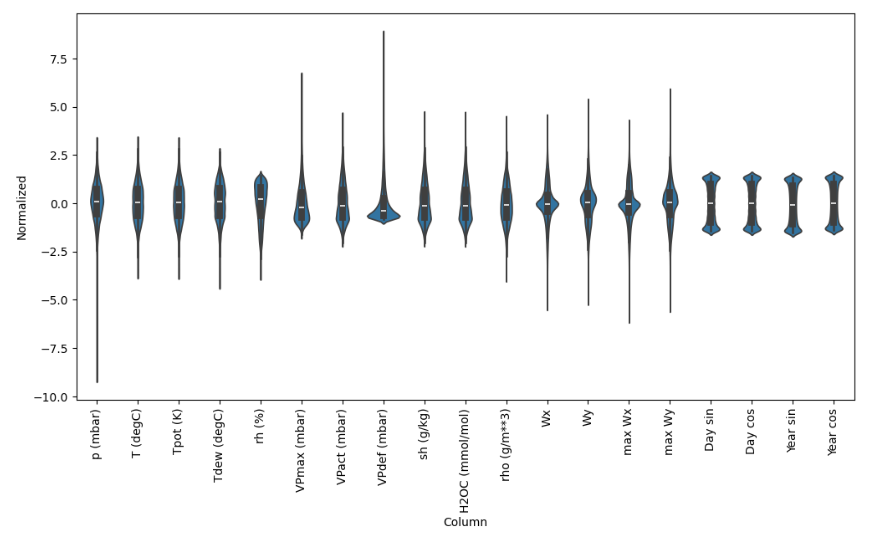 7.5
5.0
2.5
0.0
−2.5
−5.0
−7.5
−10.0
Normalized
p (mbar)
T (degC)
Tpot (K)
Tdew (degC)
rh (%)
VPmax (mbar)
VPact (mbar)
VPdef (mbar)
sh (g/kg)
H2OC (mmol/mol)
rho (g/m**3)
Wx
Wy
max Wx
max Wy
Day sin
Day cos
Year sin
Year cos
Column